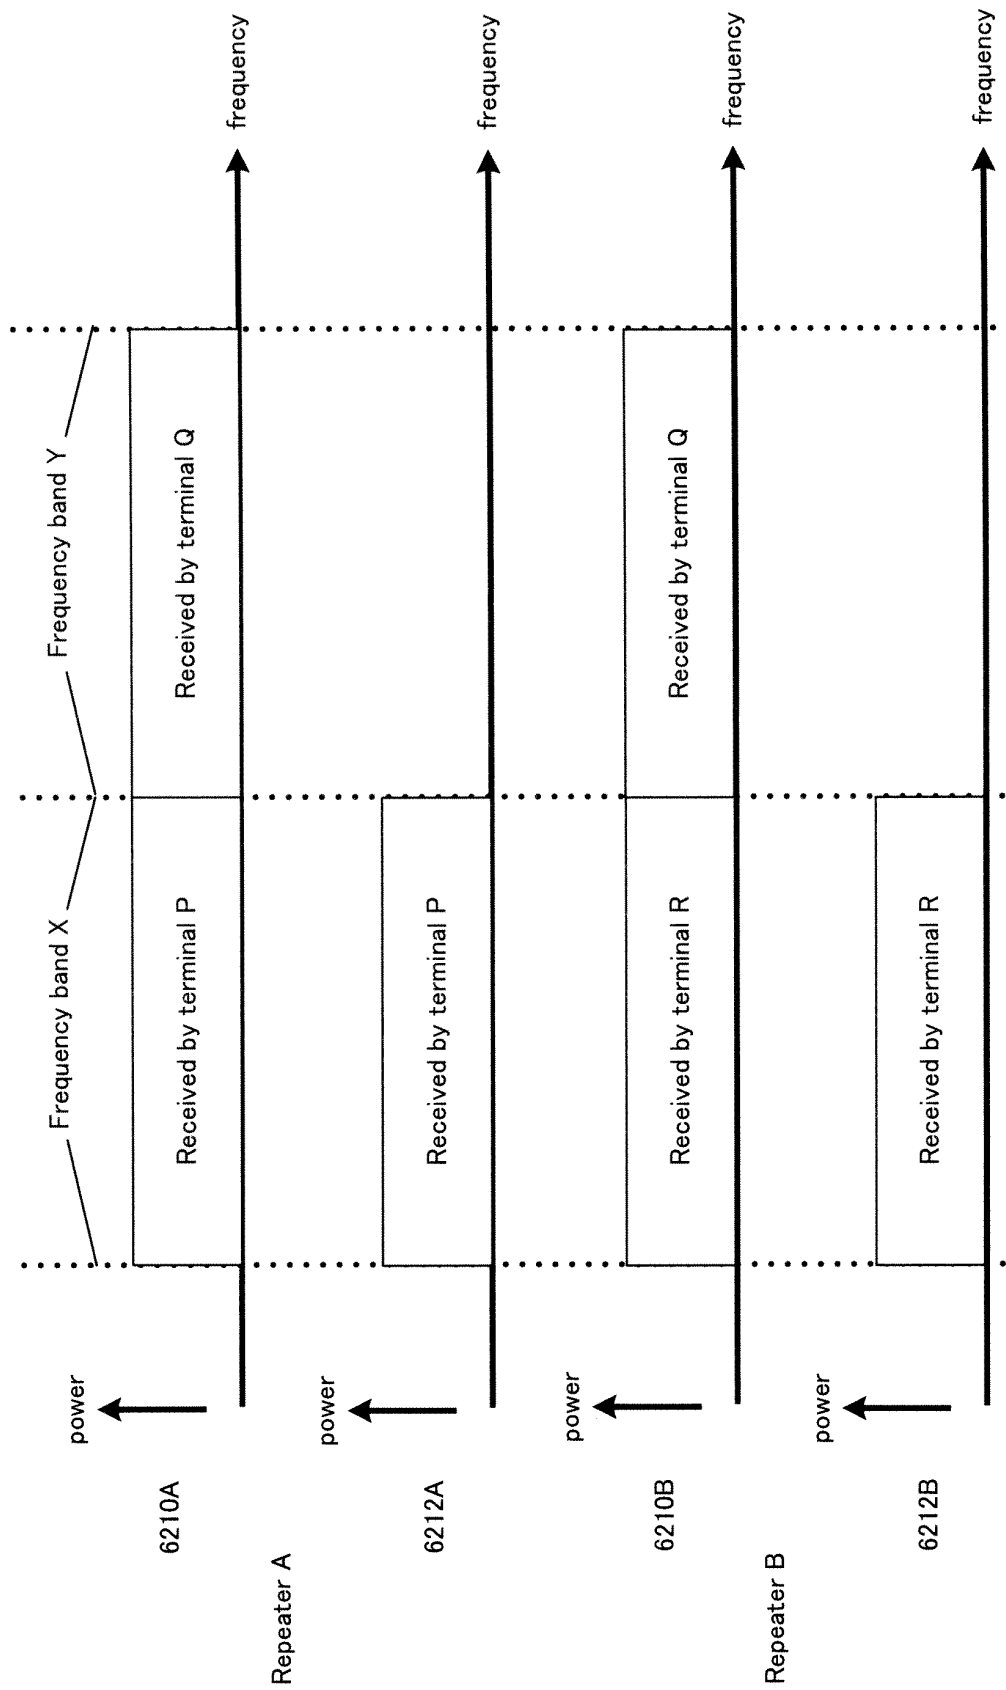 Frequency band X
Frequency band Y
Repeater A
6210A
power
Received by terminal P
Received by terminal Q
frequency
6212A
power
Received by terminal P
frequency
Repeater B
6210B
power
Received by terminal R
Received by terminal Q
frequency
6212B
power
Received by terminal R
frequency